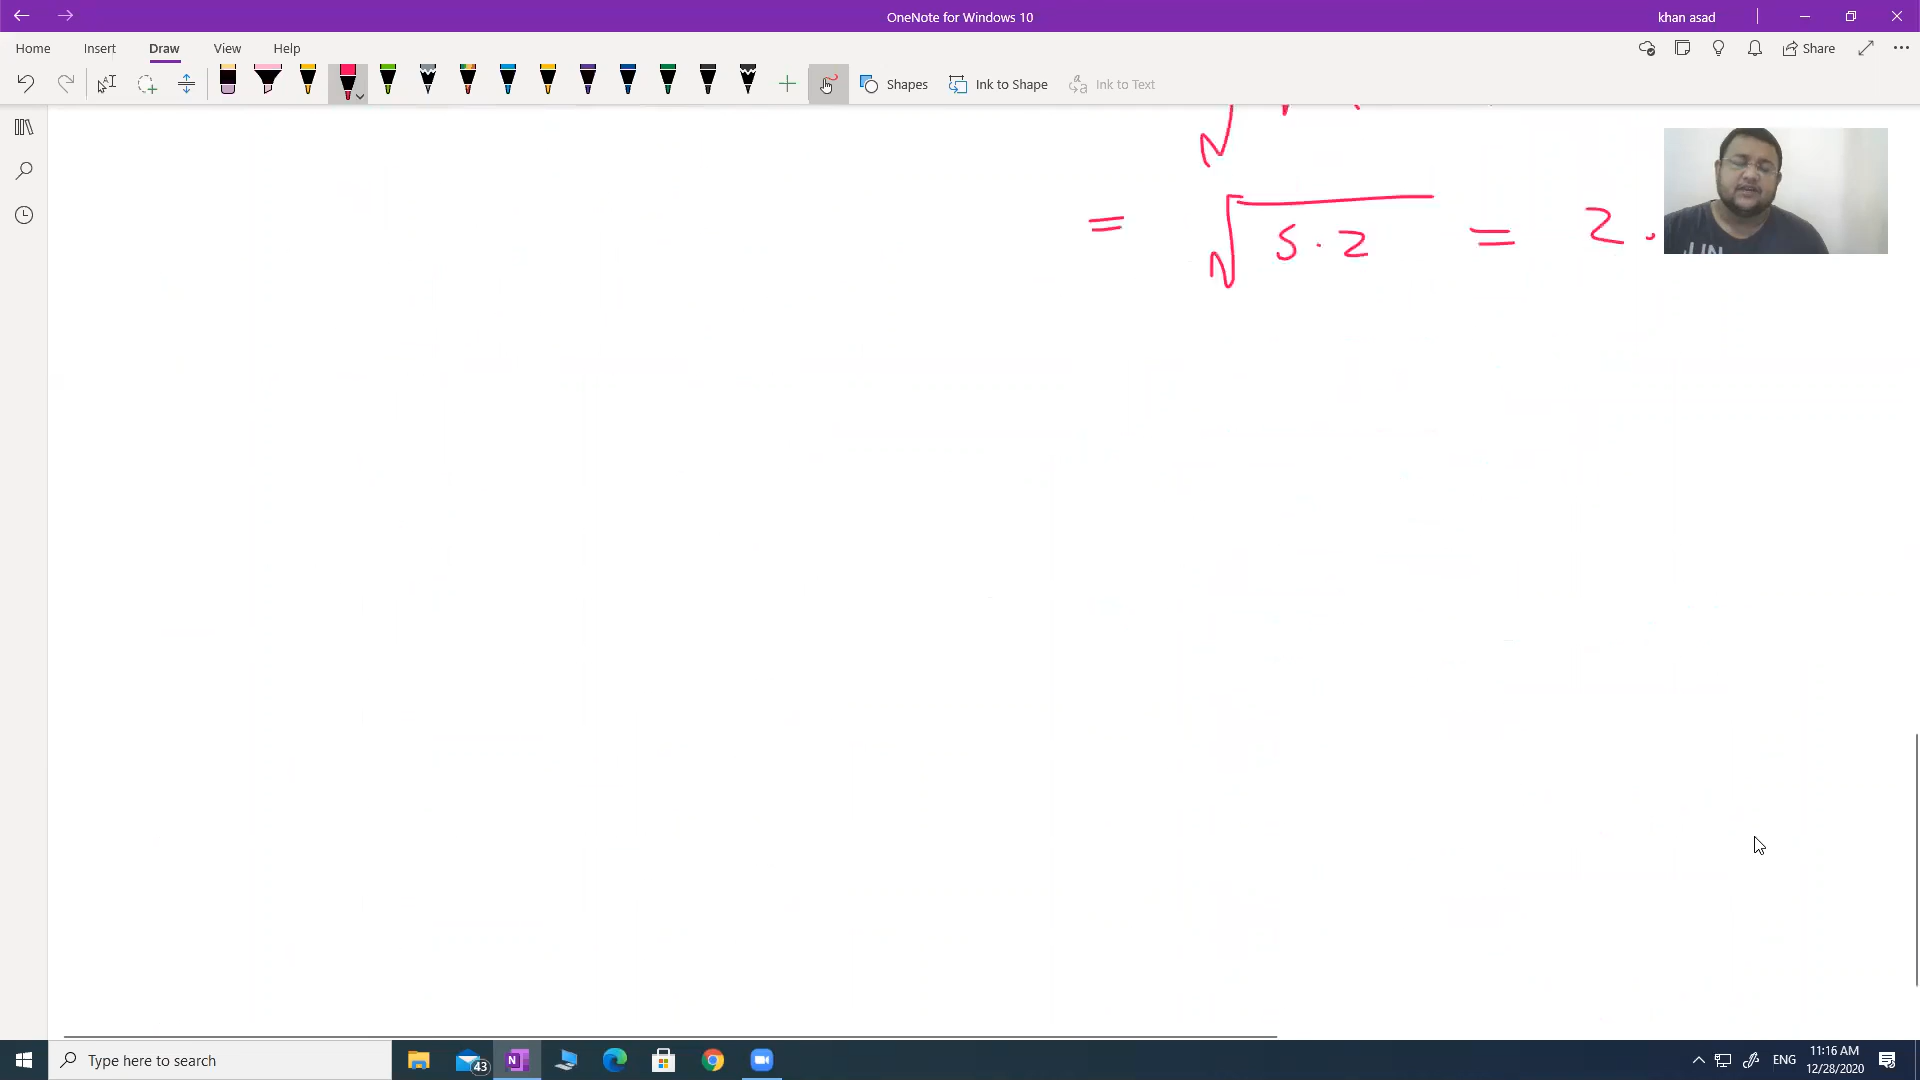 OneNote for Windows 10
khan asad
Home Insert Draw View Help
Share
Shapes
Ink to Shape
Ink to Text
= √5.2 = 2.
UN
Type here to search
43
N
ENG
11:16 AM
12/28/2020